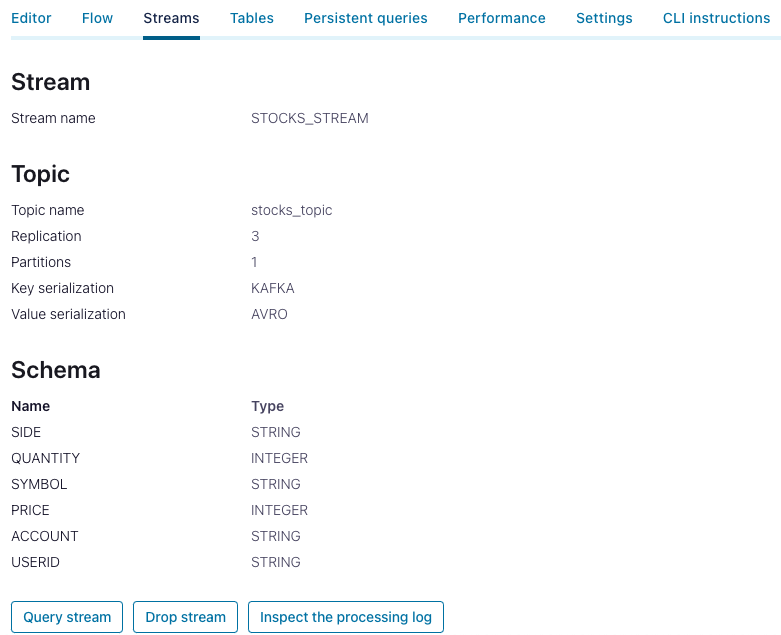 Editor Flow Streams Tables Persistent queries Performance Settings CLI instructions
Stream
Stream name STOCKS_STREAM
Topic
Topic name stocks_topic
Replication 3
Partitions 1
Key serialization KAFKA
Value serialization AVRO
Schema
Name Type
SIDE STRING
QUANTITY INTEGER
SYMBOL STRING
PRICE INTEGER
ACCOUNT STRING
USERID STRING
Query stream Drop stream Inspect the processing log